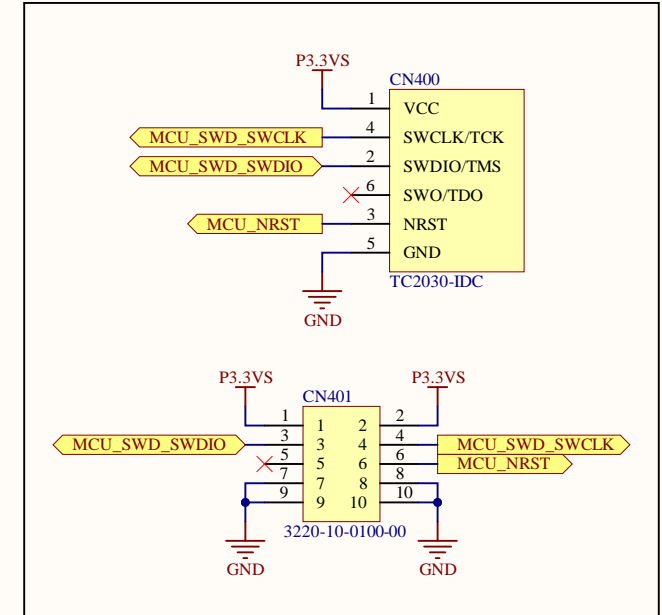 P3.3VS
CN400
1 VCC
MCU_SWD_SWCLK 4 SWCLK/TCK
MCU_SWD_SWDIO 2 SWDIO/TMS
6 SWO/TDO
MCU_NRST 3 NRST
5 GND
TC2030-IDC
GND
P3.3VS P3.3VS
CN401
1 1 2 2
MCU_SWD_SWDIO 3 3 4 4 MCU_SWD_SWCLK
5 5 6 6 MCU_NRST
7 7 8 8
9 9 10 10
3220-10-0100-00
GND GND